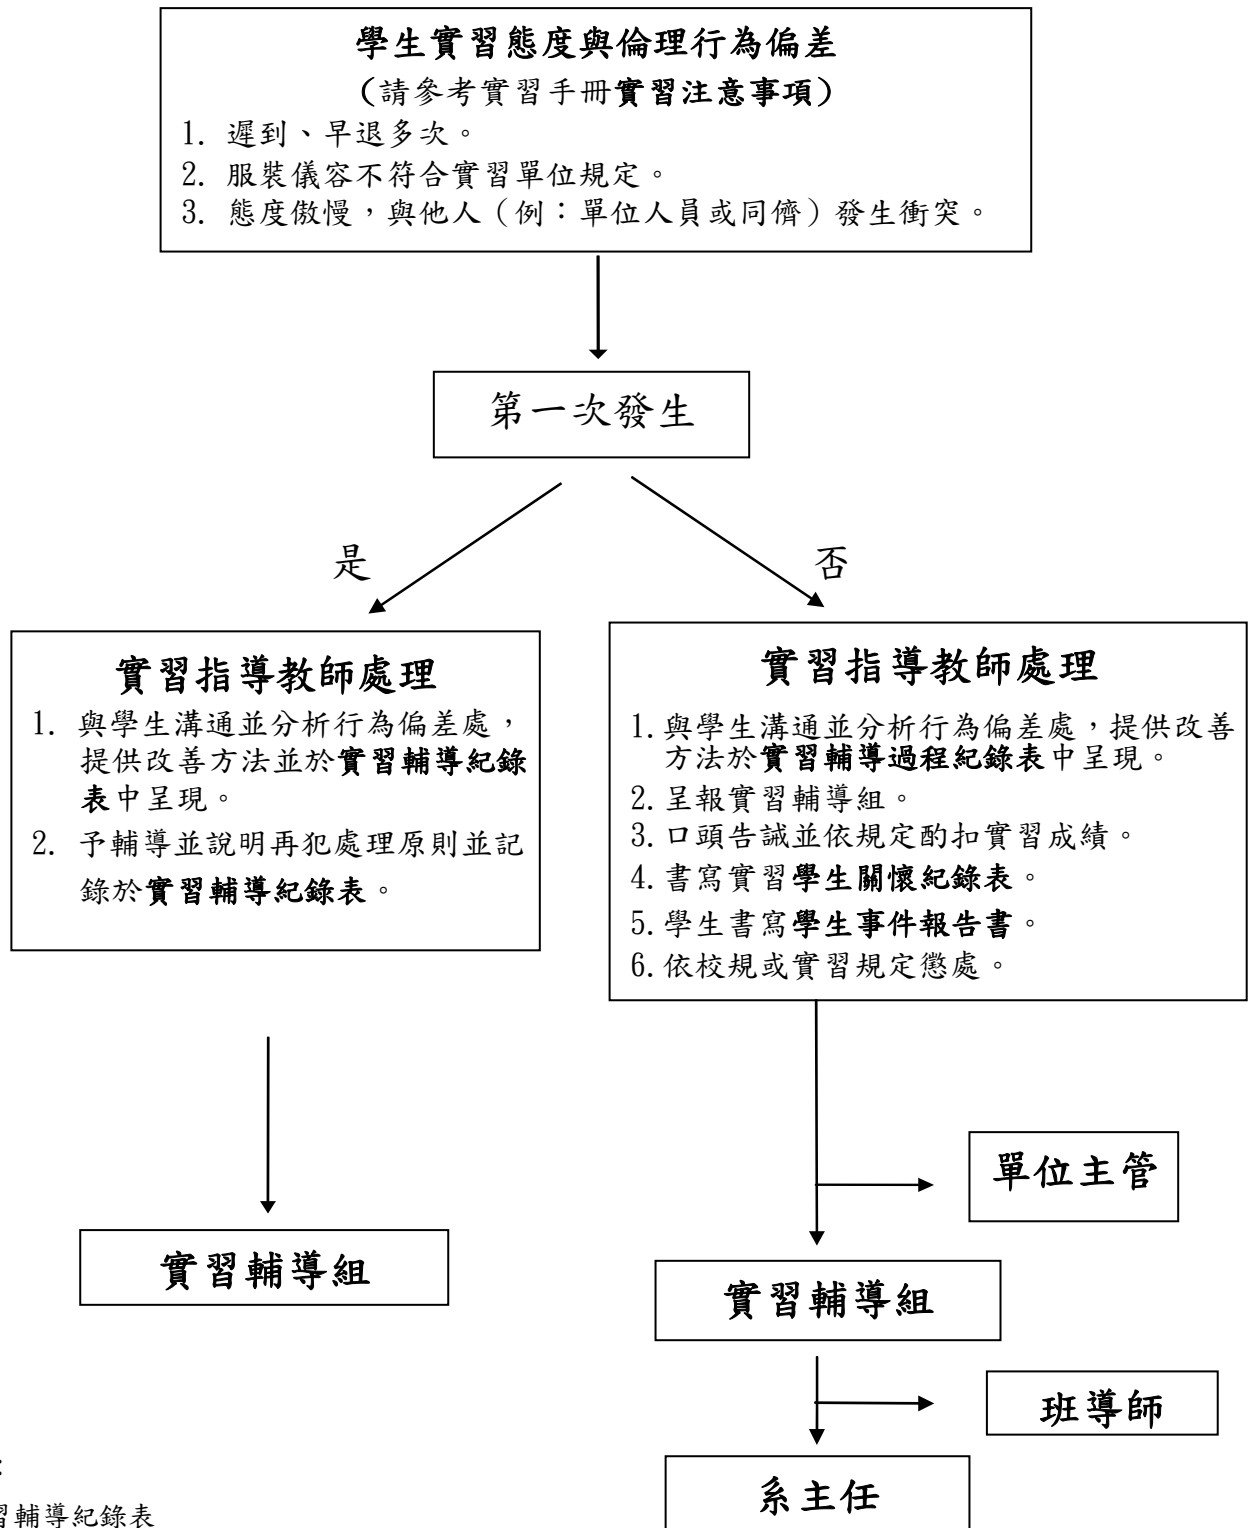 學生實習態度與倫理行為偏差
(請參考實習手冊實習注意事項)
1. 遲到、早退多次。
2. 服裝儀容不符合實習單位規定。
3. 態度傲慢，與他人（例：單位人員或同儕）發生衝突。
第一次發生
是
否
實習指導教師處理
1. 與學生溝通並分析行為偏差處，
提供改善方法並於實習輔導紀錄
表中呈現。
2. 予輔導並說明再犯處理原則並記
錄於實習輔導紀錄表。
實習指導教師處理
1.與學生溝通並分析行為偏差處，提供改善
方法於實習輔導過程紀錄表中呈現。
2.呈報實習輔導組。
3.口頭告誡並依規定酌扣實習成績。
4.書寫實習學生關懷紀錄表。
5.學生書寫學生事件報告書。
6.依校規或實習規定懲處。
單位主管
實習輔導組
實習輔導組
班導師
系主任
:
習輔導紀錄表